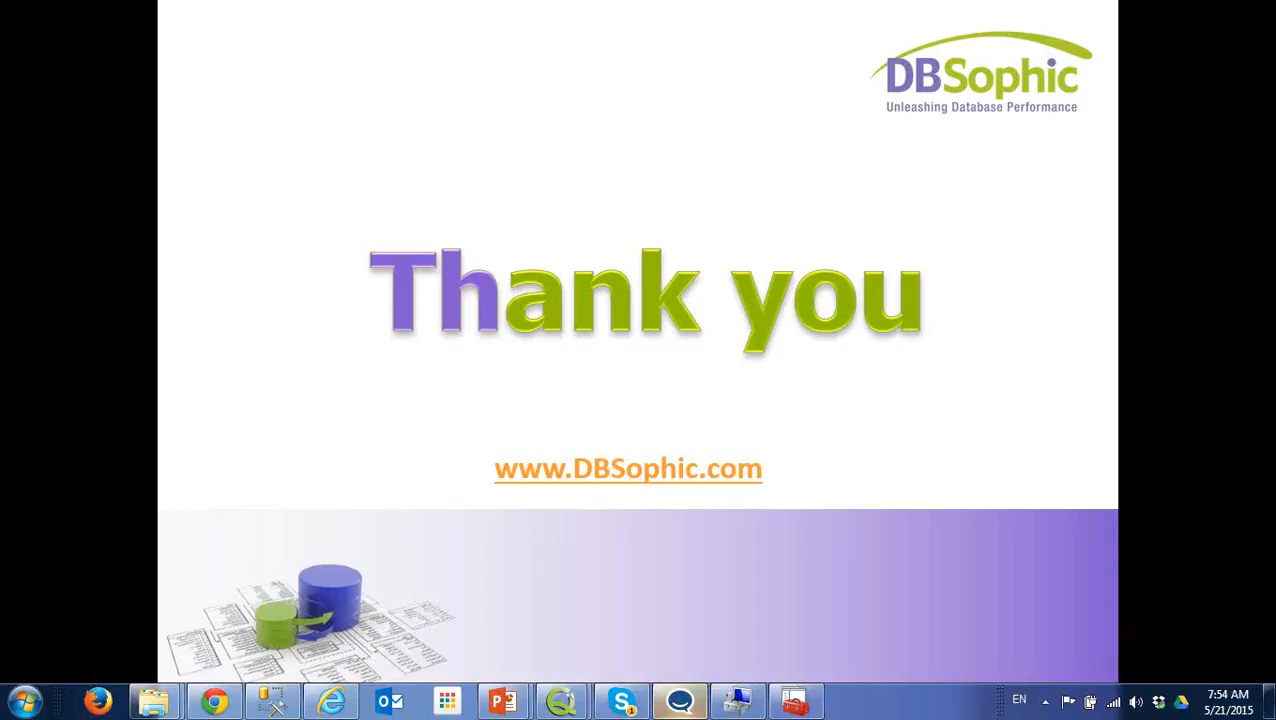 DBSophic
Unleashing Database Performance
Thank you
www.DBSophic.com
EN
7:54 AM
5/21/2015